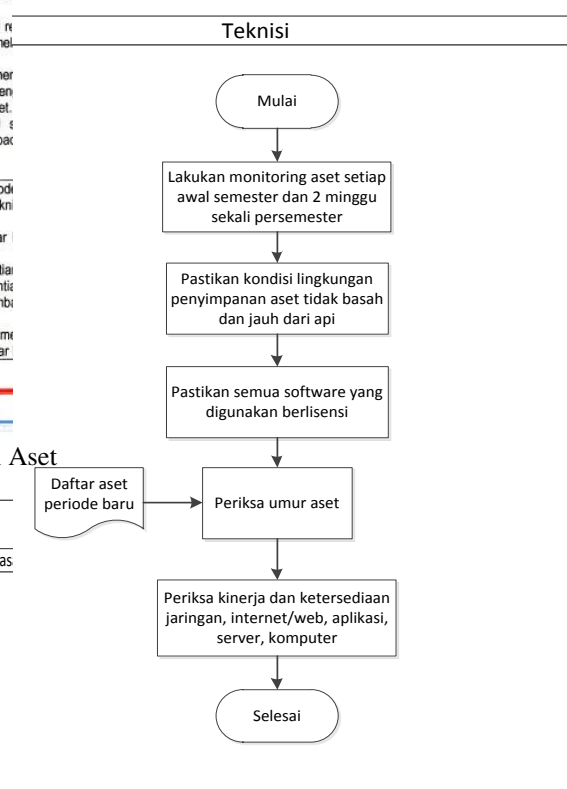 Teknisi
Mulai
Lakukan monitoring aset setiap
awal semester dan 2 minggu
sekali persemester
Pastikan kondisi lingkungan
penyimpanan aset tidak basah
dan jauh dari api
Pastikan semua software yang
digunakan berlisensi
Aset
Daftar aset
periode baru
Periksa umur aset
Periksa kinerja dan ketersediaan
jaringan, internet/web, aplikasi,
server, komputer
Selesai